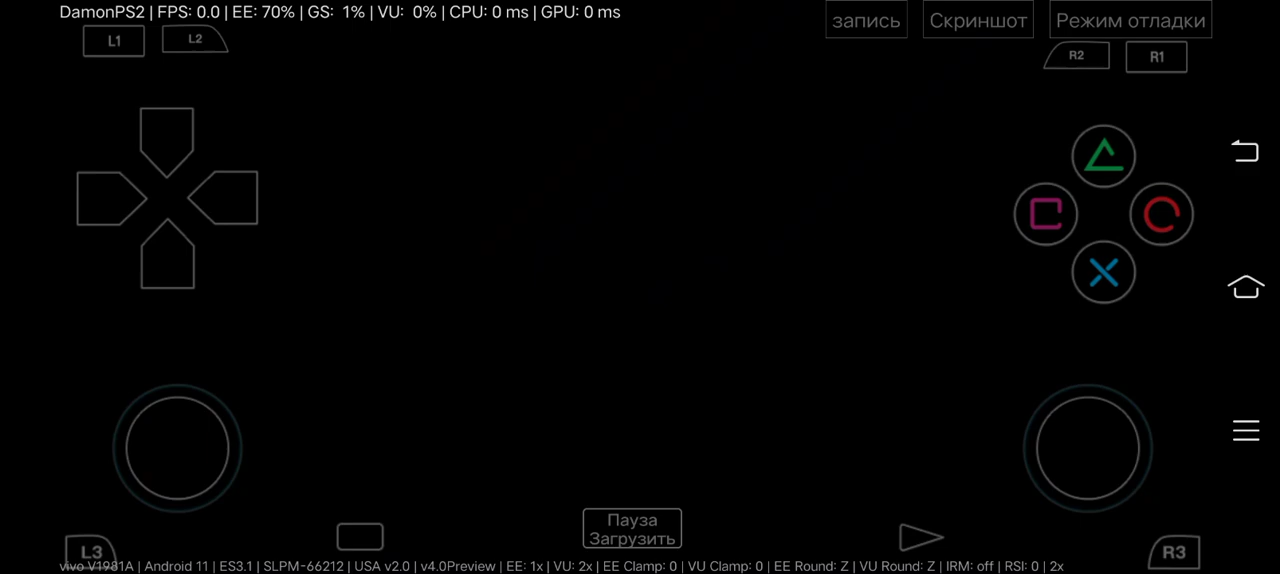 DamonPS2 | FPS: 0.0 | EE: 70% | GS: 1% | VU: 0% | CPU: 0 ms | GPU: 0 ms
запись
Скриншот
Режим отладки
L1
L2
R2
R1
Пауза
Загрузить
L3
R3
vivo V1981A | Android 11 | ES3.1 | SLPM-66212 | USA v2.0 | v4.0Preview | EE: 1x | VU: 2x | EE Clamp: 0 | VU Clamp: 0 | EE Round: Z | VU Round: Z | IRM: off | RSI: 0 | 2x